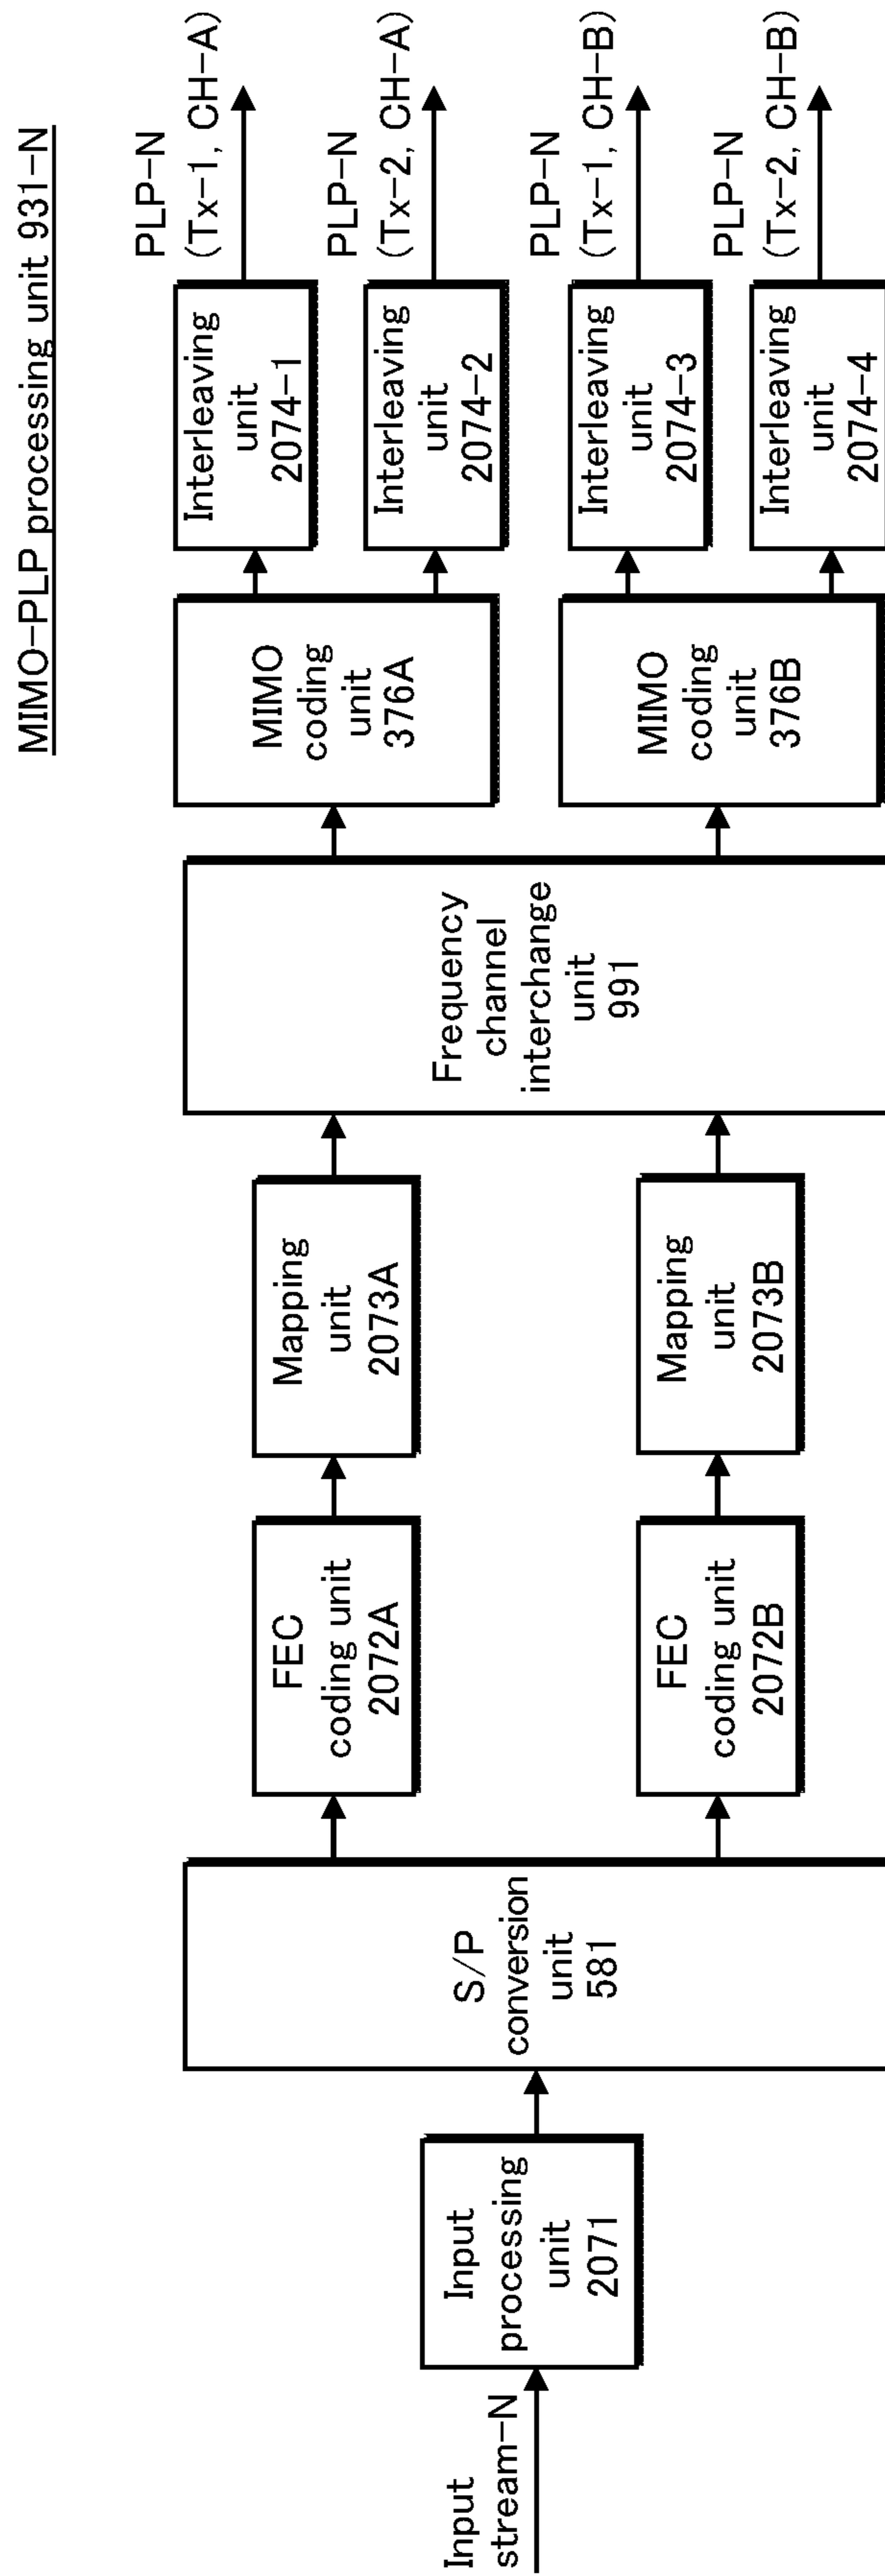 MIMO-PLP processing unit 931-N
Input
stream-N
Input
processing
unit
2071
S/P
conversion
unit
581
FEC
coding unit
2072A
FEC
coding unit
2072B
Mapping
unit
2073A
Mapping
unit
2073B
Frequency
channel
interchange
unit
991
MIMO
coding
unit
376A
MIMO
coding
unit
376B
Interleaving
unit
2074-1
Interleaving
unit
2074-2
Interleaving
unit
2074-3
Interleaving
unit
2074-4
PLP-N
(Tx-1, CH-A)
PLP-N
(Tx-2, CH-A)
PLP-N
(Tx-1, CH-B)
PLP-N
(Tx-2, CH-B)